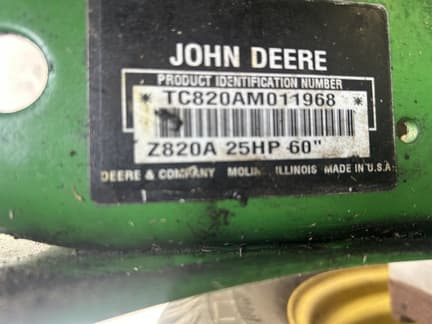 JOHN DEERE
PRODUCT IDENTIFICATION NUMBER
* TC820AM011968 *
Z820A 25HP 60"
DEERE & COMPANY MOLINE, ILLINOIS MADE IN U.S.A.